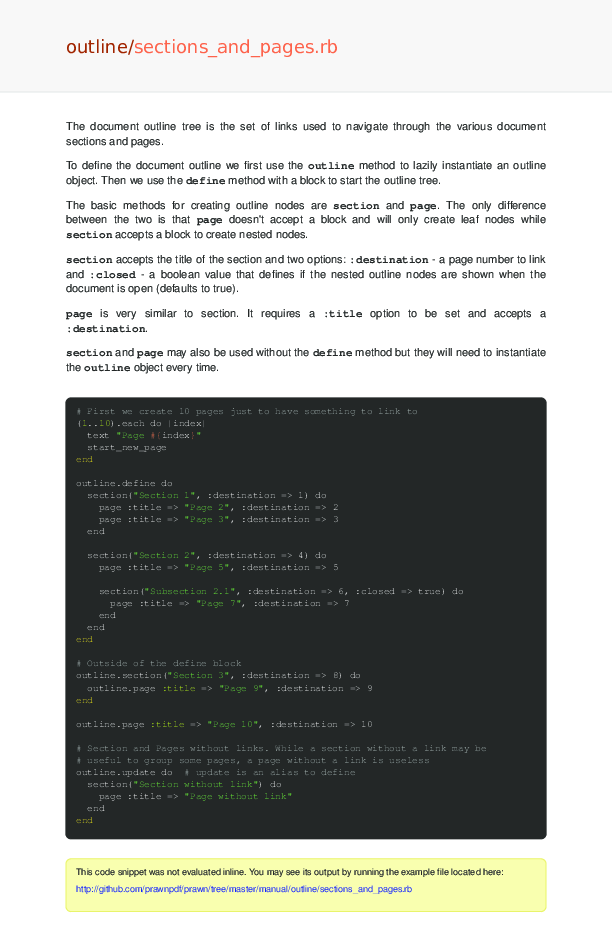 outline/sections_and_pages.rb
The document outline tree is the set of links used to navigate through the various document
sections and pages.
To define the document outline we first use the outline method to lazily instantiate an outline
object. Then we use the define method with a block to start the outline tree.
The basic methods for creating outline nodes are section and page. The only difference
between the two is that page doesn't accept a block and will only create leaf nodes while
section accepts a block to create nested nodes.
section accepts the title of the section and two options: :destination - a page number to link
and :closed - a boolean value that defines if the nested outline nodes are shown when the
document is open (defaults to true).
page is very similar to section. It requires a :title option to be set and accepts a
:destination.
section and page may also be used without the define method but they will need to instantiate
the outline object every time.
# First we create 10 pages just to have something to link to
(1..10).each do |index|
  text "Page #{index}"
  start_new_page
end
outline.define do
  section("Section 1", :destination => 1) do
    page :title => "Page 2", :destination => 2
    page :title => "Page 3", :destination => 3
  end
  section("Section 2", :destination => 4) do
    page :title => "Page 5", :destination => 5
    section("Subsection 2.1", :destination => 6, :closed => true) do
      page :title => "Page 7", :destination => 7
    end
  end
end
# Outside of the define block
outline.section("Section 3", :destination => 8) do
  outline.page :title => "Page 9", :destination => 9
end
outline.page :title => "Page 10", :destination => 10
# Section and Pages without links. While a section without a link may be
# useful to group some pages, a page without a link is useless
outline.update do  # update is an alias to define
  section("Section without link") do
    page :title => "Page without link"
  end
end
This code snippet was not evaluated inline. You may see its output by running the example file located here:
http://github.com/prawnpdf/prawn/tree/master/manual/outline/sections_and_pages.rb